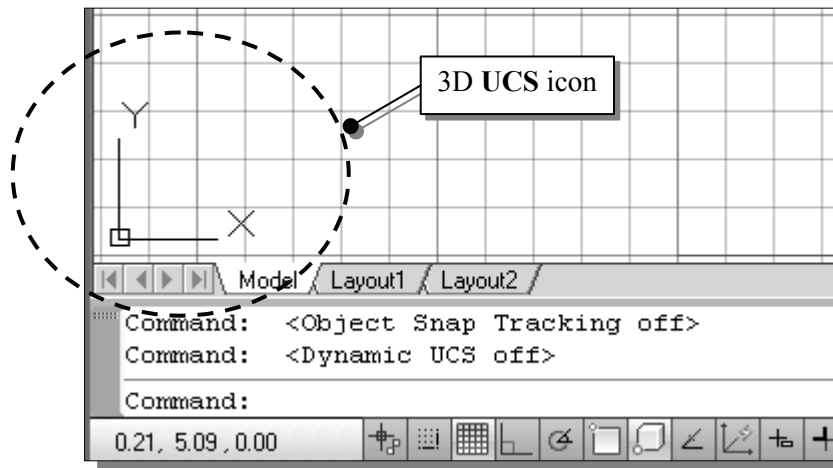 3D UCS icon
Y
X
Model Layout1 Layout2
Command: <Object Snap Tracking off>
Command: <Dynamic UCS off>
Command:
0.21, 5.09, 0.00